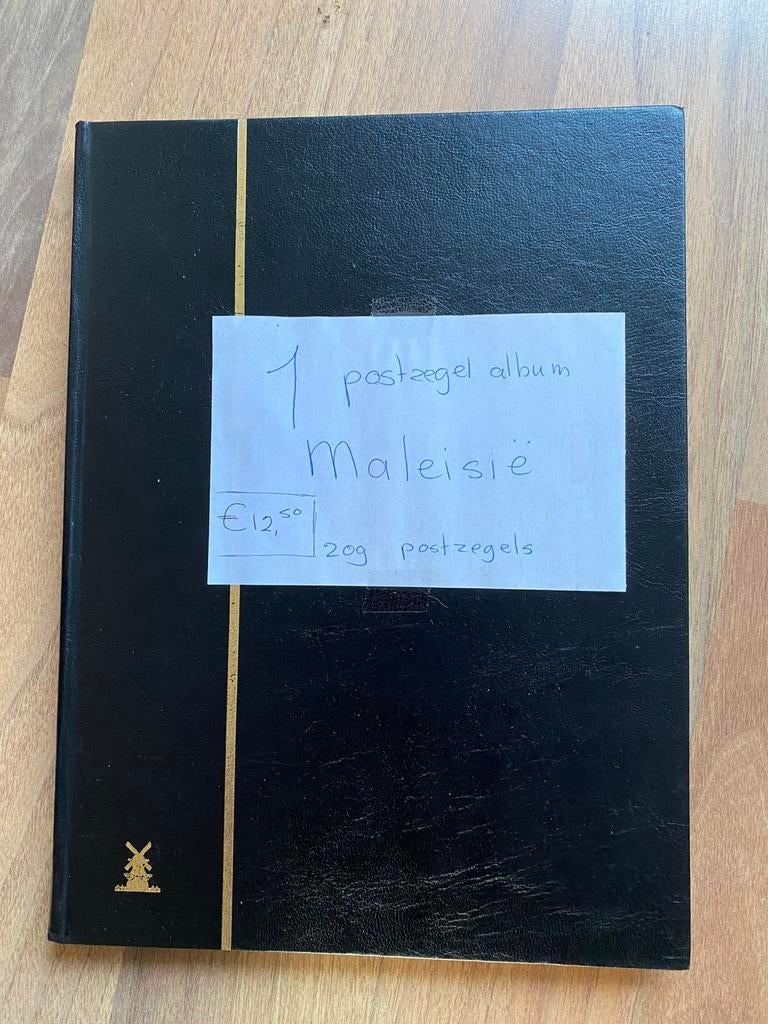 1 postzegel album
Maleisië
€12,50
209 postzegels